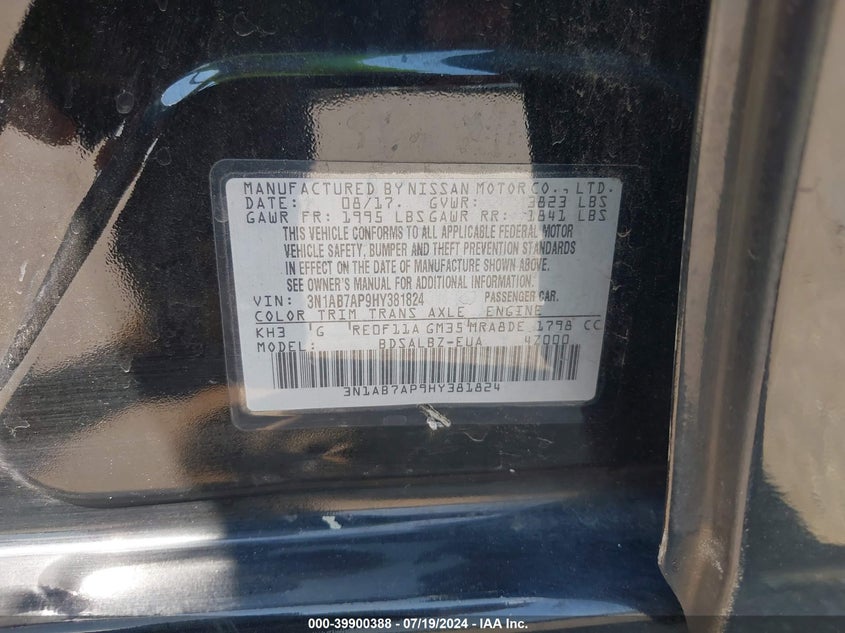 MANUFACTURED BY NISSAN MOTOR CO., LTD.
DATE: 08/17. GVWR: 3823 LBS
GAWR FR: 1995 LBS GAWR RR: 1841 LBS
THIS VEHICLE CONFORMS TO ALL APPLICABLE FEDERAL MOTOR
VEHICLE SAFETY, BUMPER AND THEFT PREVENTION STANDARDS
IN EFFECT ON THE DATE OF MANUFACTURE SHOWN ABOVE.
SEE OWNER'S MANUAL FOR ADDITIONAL INFORMATION.
VIN: 3N1AB7AP9HY381824 PASSENGER CAR.
COLOR TRIM TRANS AXLE ENGINE
KH3 G RE0F11A GM35 MRA8DE 1798 CC
MODEL: BDSALBZ-EUA 4Z000
3N1AB7AP9HY381824
000-39900388 - 07/19/2024 - IAA Inc.